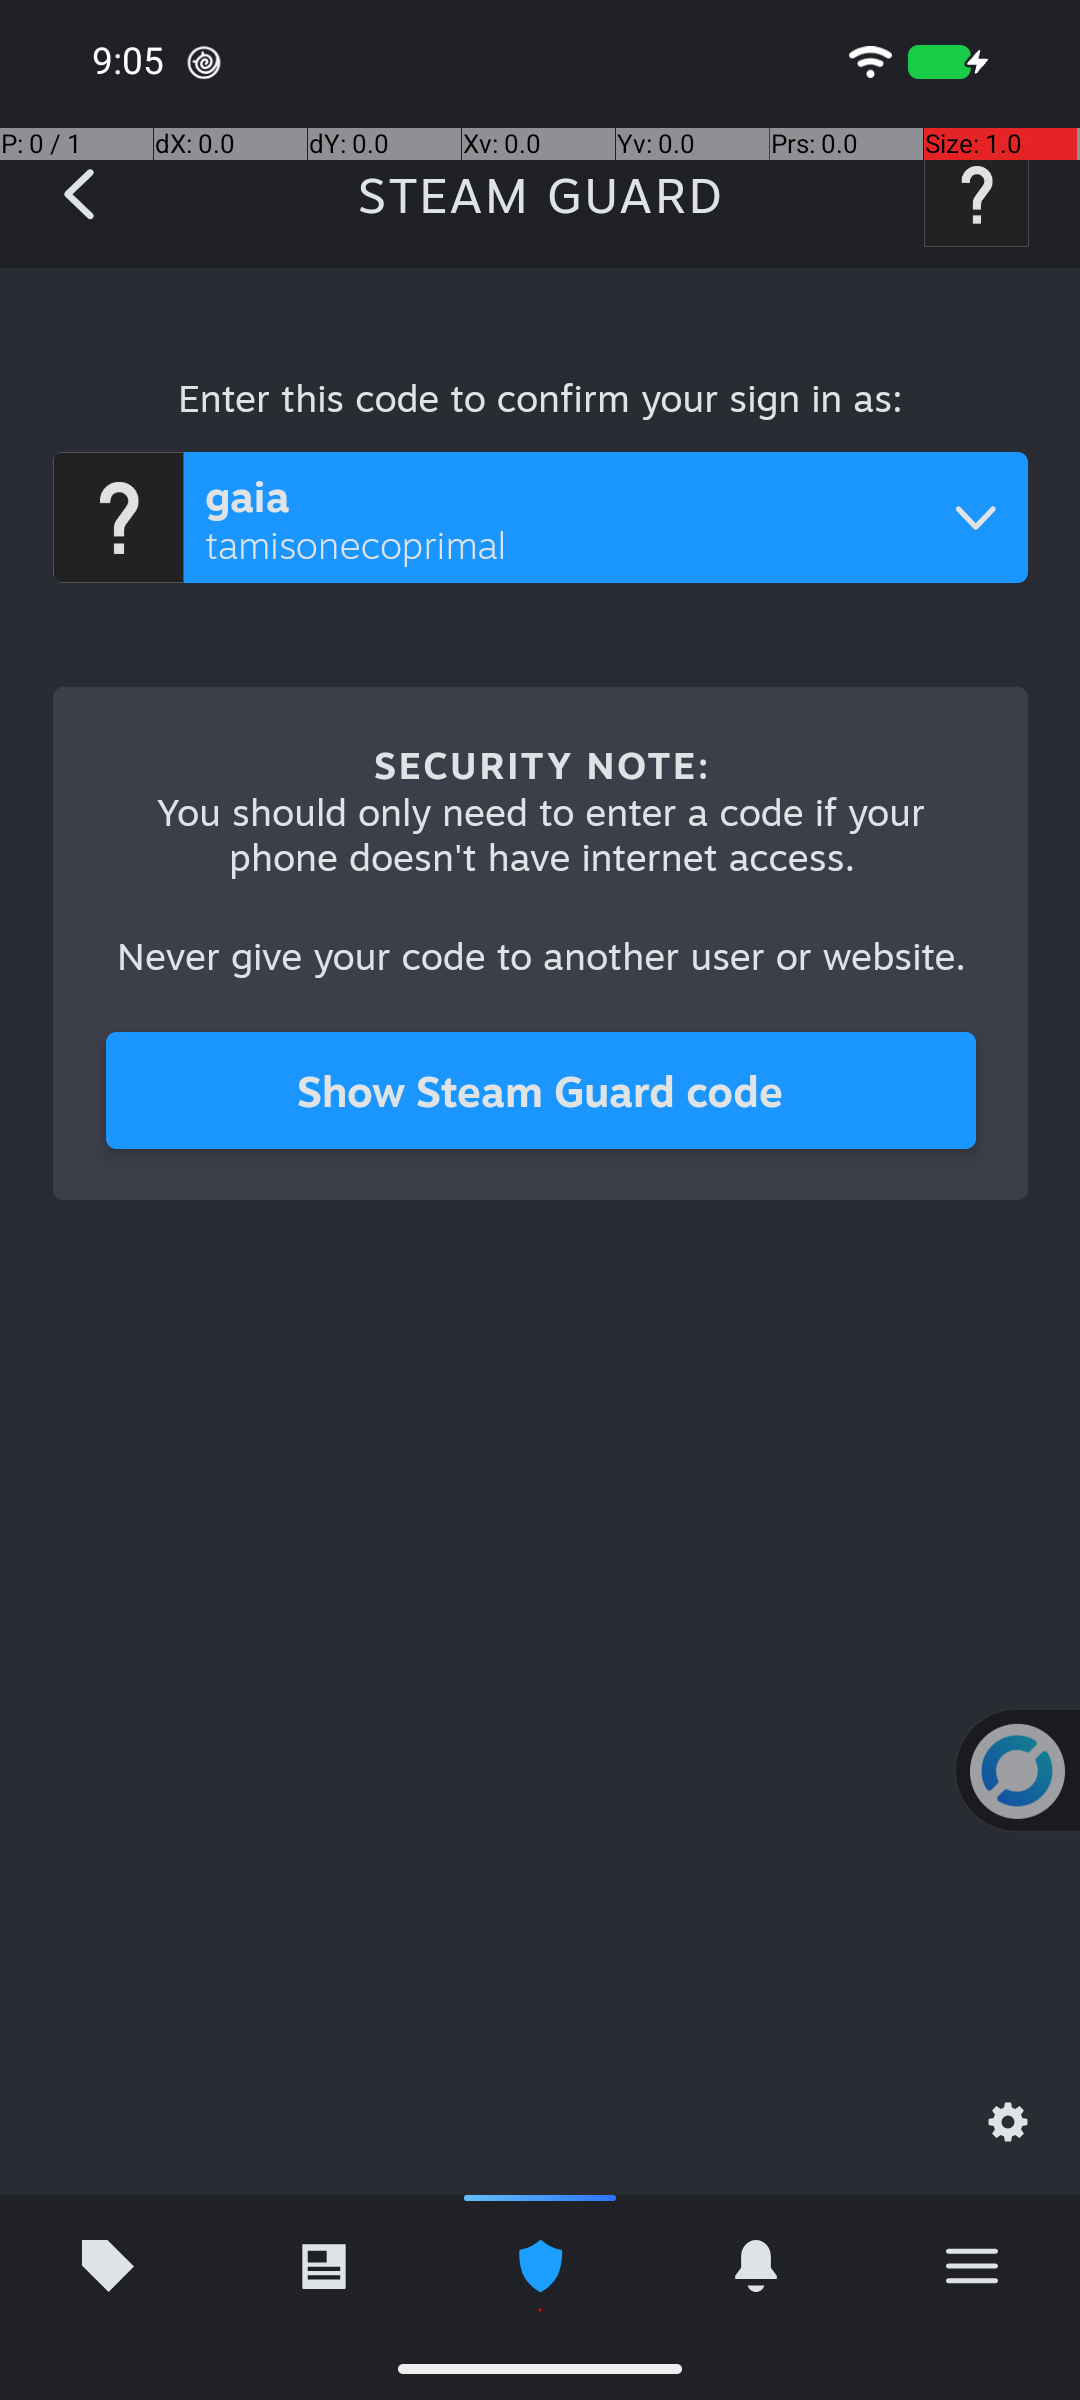 9:05
P: 0 / 1 dX: 0.0 dY: 0.0 Xv: 0.0 Yv: 0.0 Prs: 0.0 Size: 1.0
STEAM GUARD
?
Enter this code to confirm your sign in as:
?
gaia
tamisonecoprimal
SECURITY NOTE:
You should only need to enter a code if your
phone doesn't have internet access.
Never give your code to another user or website.
Show Steam Guard code